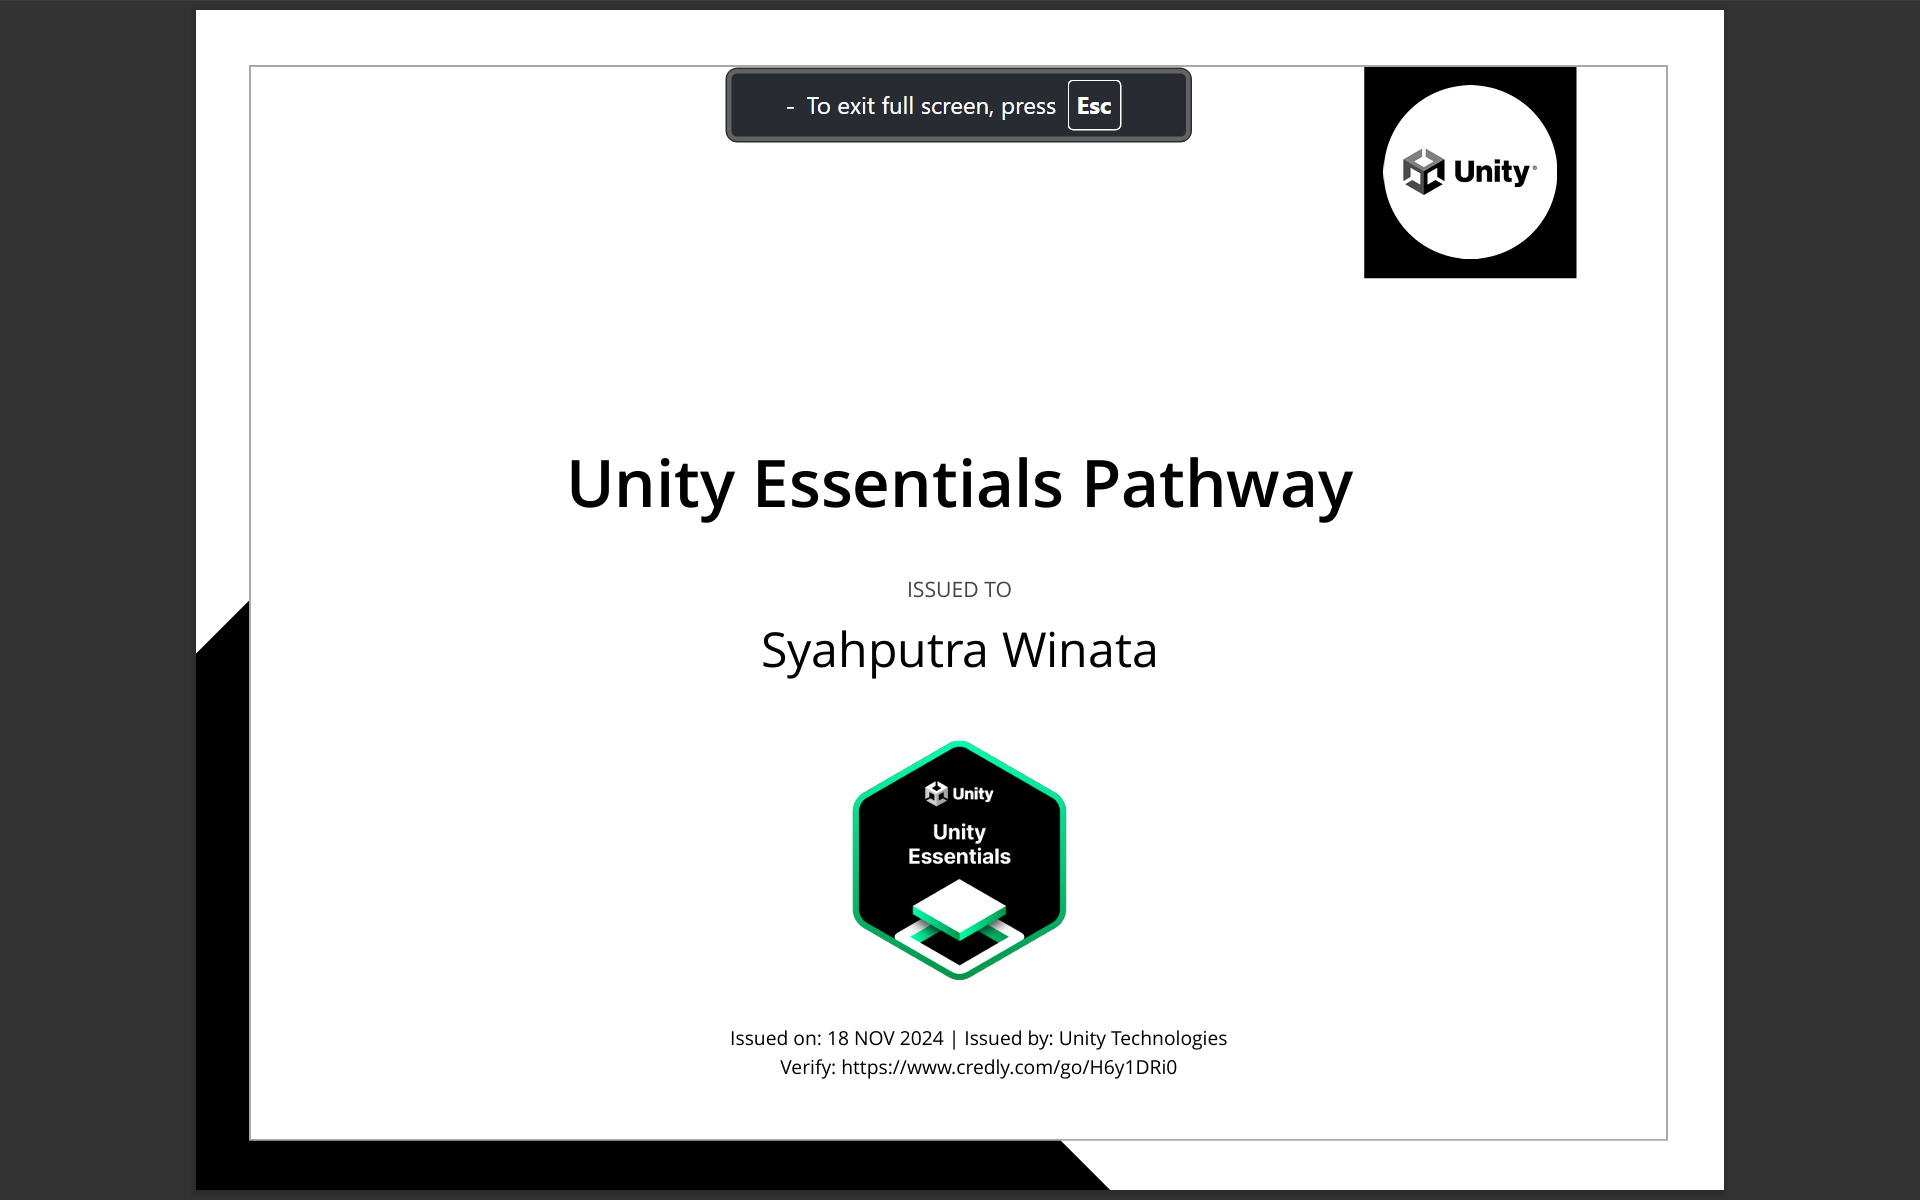 - To exit full screen, press Esc
Unity
Unity Essentials Pathway
ISSUED TO
Syahputra Winata
Unity
Unity
Essentials
Issued on: 18 NOV 2024 | Issued by: Unity Technologies
Verify: https://www.credly.com/go/H6y1DRi0